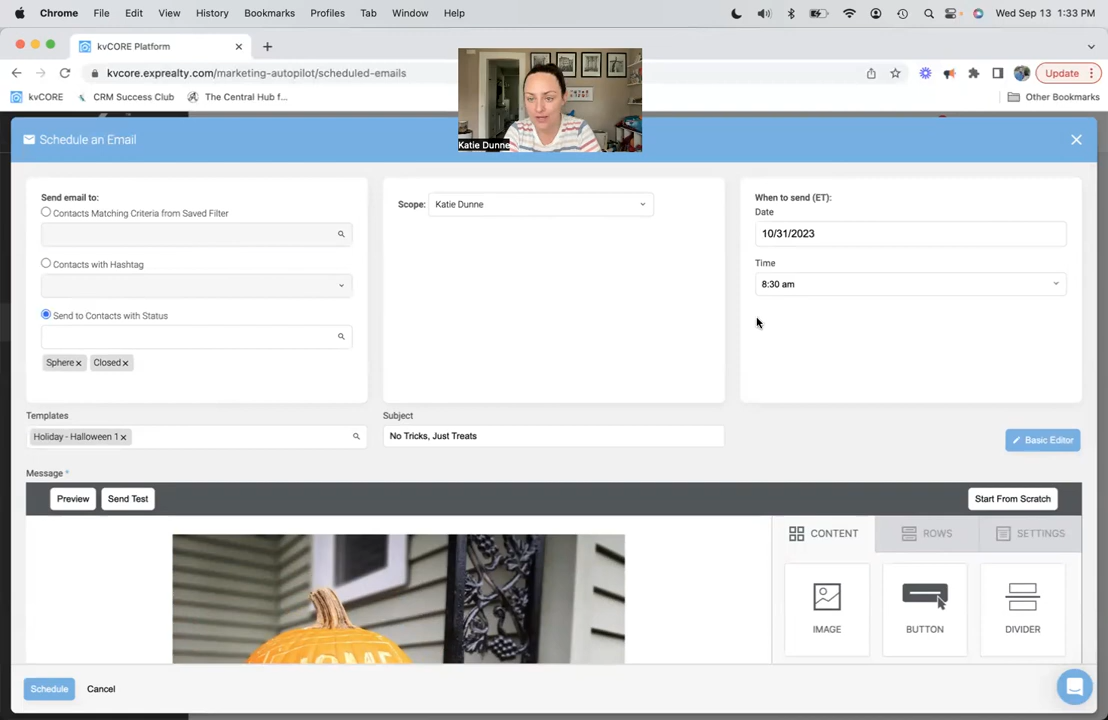 Chrome File Edit View History Bookmarks Profiles Tab Window Help Wed Sep 13 1:33 PM
kvCORE Platform
kvcore.exprealty.com/marketing-autopilot/scheduled-emails Update
kvCORE CRM Success Club The Central Hub f... Other Bookmarks
Katie Dunne
Schedule an Email
Send email to:
Contacts Matching Criteria from Saved Filter
Contacts with Hashtag
Send to Contacts with Status
Sphere x Closed x
Scope: Katie Dunne
When to send (ET):
Date
10/31/2023
Time
8:30 am
Templates
Holiday - Halloween 1 x
Subject
No Tricks, Just Treats
Basic Editor
Message *
Preview Send Test Start From Scratch
CONTENT ROWS SETTINGS
IMAGE BUTTON DIVIDER
Schedule Cancel